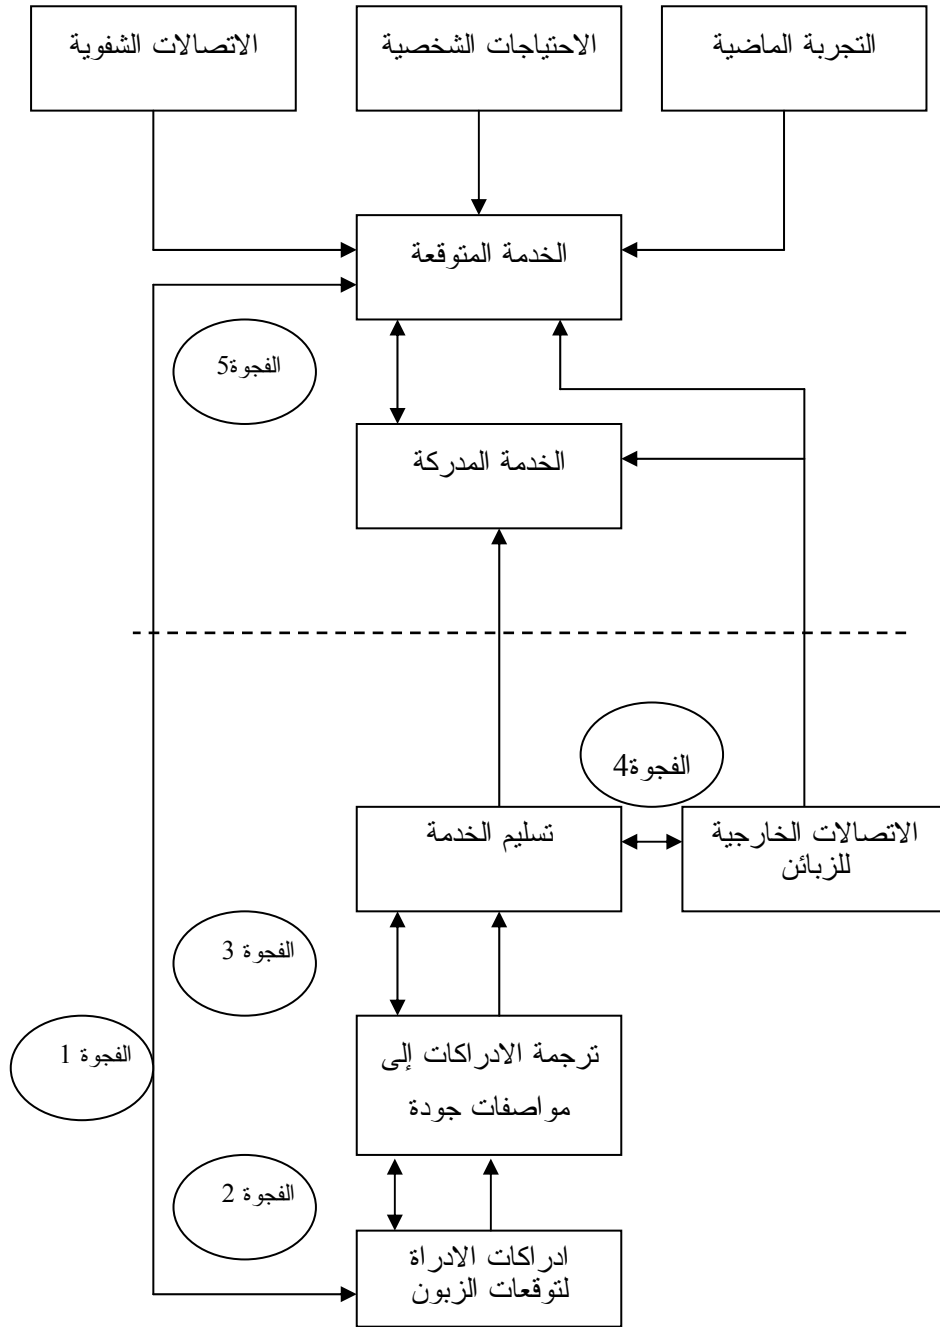 التجربة الماضية
الاحتياجات الشخصية
الاتصالات الشفوية
الخدمة المتوقعة
الفجوة5
الخدمة المدركة
الفجوة4
الاتصالات الخارجية
للزبائن
تسليم الخدمة
الفجوة 3
ترجمة الادراكات إلى
مواصفات جودة
الفجوة 1
الفجوة 2
ادراكات الادراة
لتوقعات الزبون